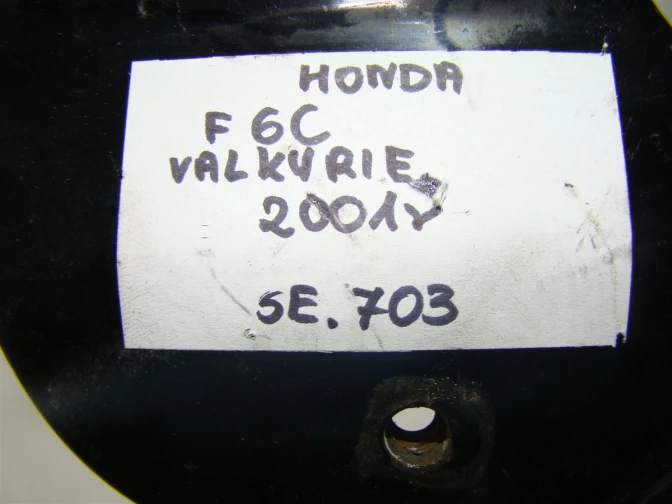 HONDA
F6C
VALKYRIE
2001r
SE.703